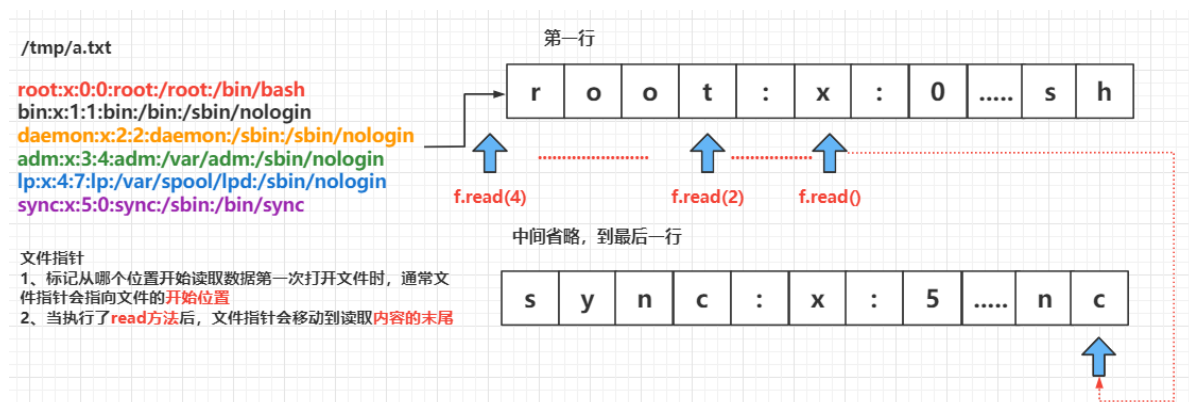 /tmp/a.txt
root:x:0:0:root:/root:/bin/bash
bin:x:1:1:bin:/bin:/sbin/nologin
daemon:x:2:2:daemon:/sbin:/sbin/nologin
adm:x:3:4:adm:/var/adm:/sbin/nologin
lp:x:4:7:lp:/var/spool/lpd:/sbin/nologin
sync:x:5:0:sync:/sbin:/bin/sync
文件指针
1、标记从哪个位置开始读取数据第一次打开文件时，通常文
件指针会指向文件的开始位置
2、当执行了read方法后，文件指针会移动到读取内容的末尾
第一行
r o o t : x : 0 ..... s h
f.read(4) f.read(2) f.read()
中间省略，到最后一行
s y n c : x : 5 ..... n c